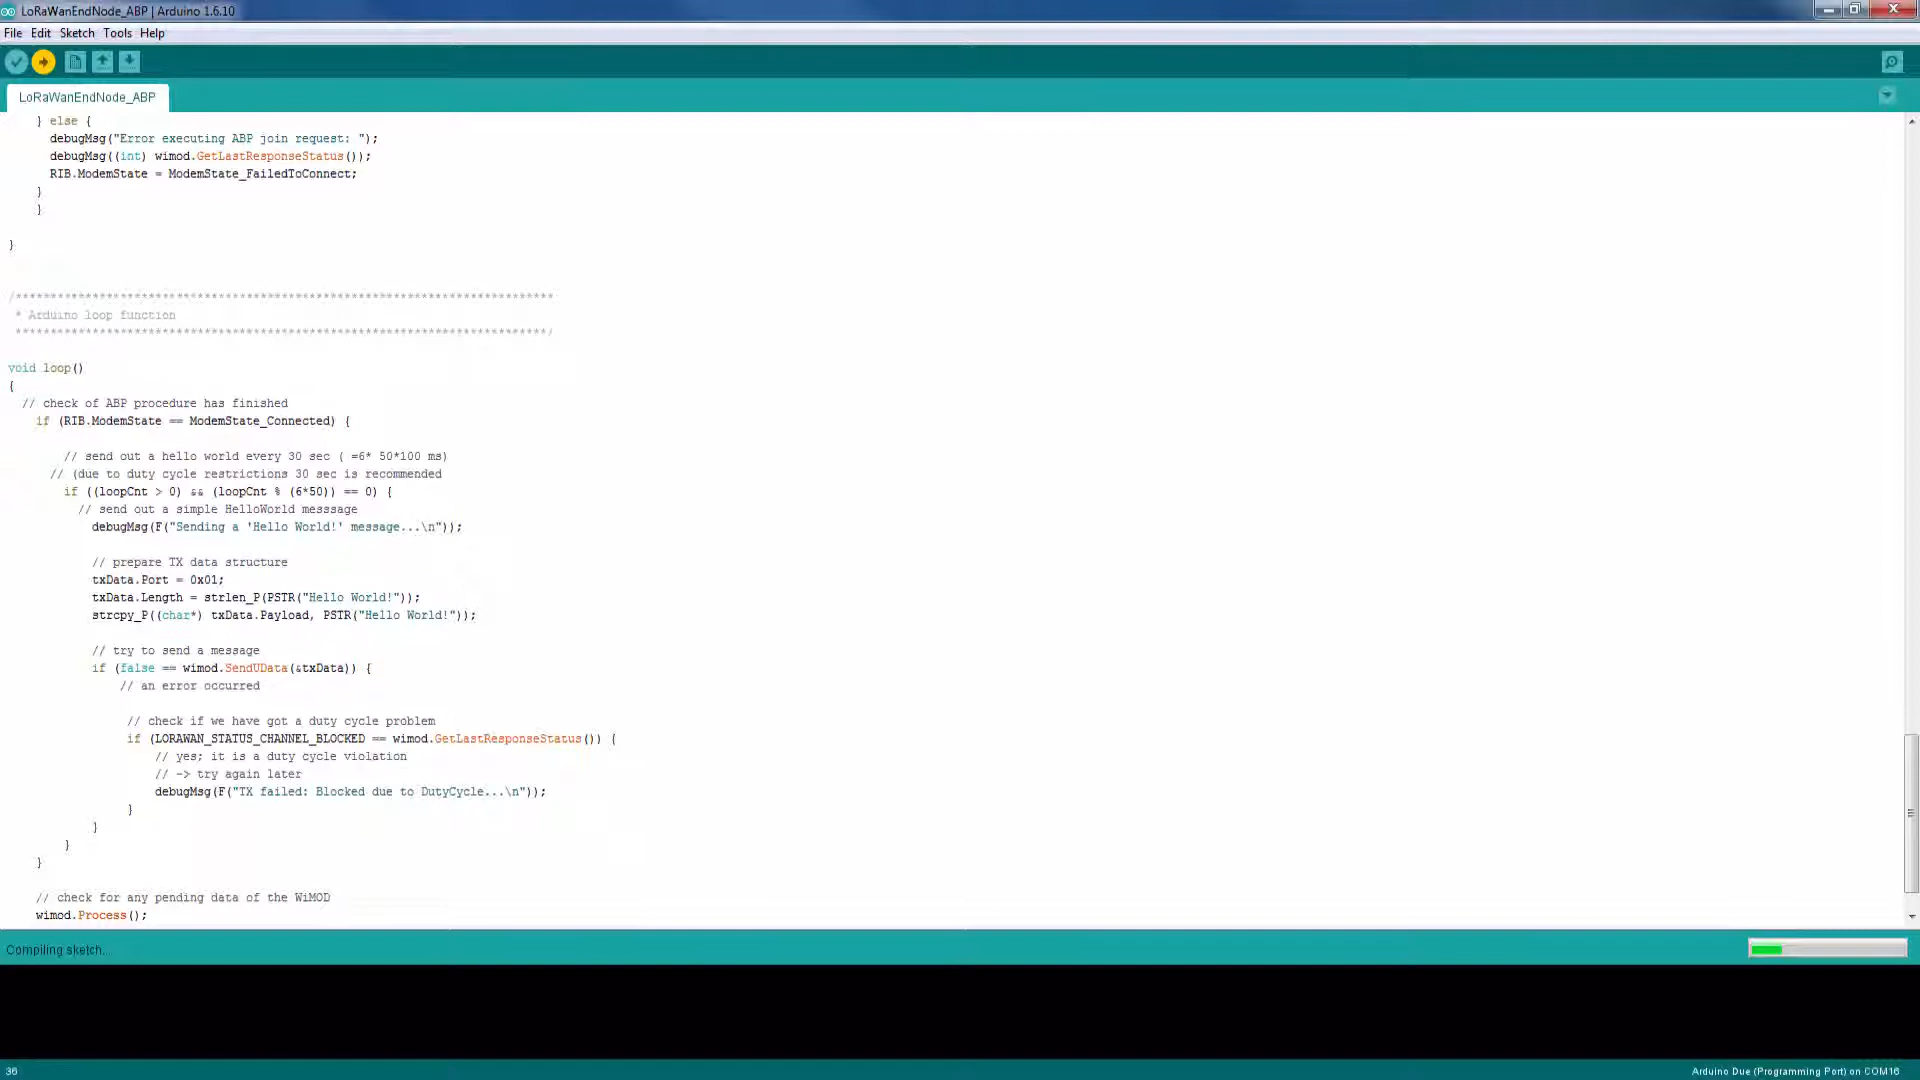 LoRaWanEndNode_ABP | Arduino 1.6.10
File Edit Sketch Tools Help
LoRaWanEndNode_ABP
} else {
debugMsg("Error executing ABP join request: ");
debugMsg((int) wimod.GetLastResponseStatus());
RIB.ModemState = ModemState_FailedToConnect;
}
}
}
/*****************************************************************************
* Arduino loop function
****************************************************************************/
void loop()
{
// check of ABP procedure has finished
if (RIB.ModemState == ModemState_Connected) {
// send out a hello world every 30 sec ( =6* 50*100 ms)
// (due to duty cycle restrictions 30 sec is recommended
if ((loopCnt > 0) && (loopCnt % (6*50)) == 0) {
// send out a simple HelloWorld messsage
debugMsg(F("Sending a 'Hello World!' message...\n"));
// prepare TX data structure
txData.Port = 0x01;
txData.Length = strlen_P(PSTR("Hello World!"));
strcpy_P((char*) txData.Payload, PSTR("Hello World!"));
// try to send a message
if (false == wimod.SendUData(&txData)) {
// an error occurred
// check if we have got a duty cycle problem
if (LORAWAN_STATUS_CHANNEL_BLOCKED == wimod.GetLastResponseStatus()) {
// yes; it is a duty cycle violation
// -> try again later
debugMsg(F("TX failed: Blocked due to DutyCycle...\n"));
}
}
}
}
// check for any pending data of the WiMOD
wimod.Process();
Compiling sketch...
36
Arduino Due (Programming Port) on COM16